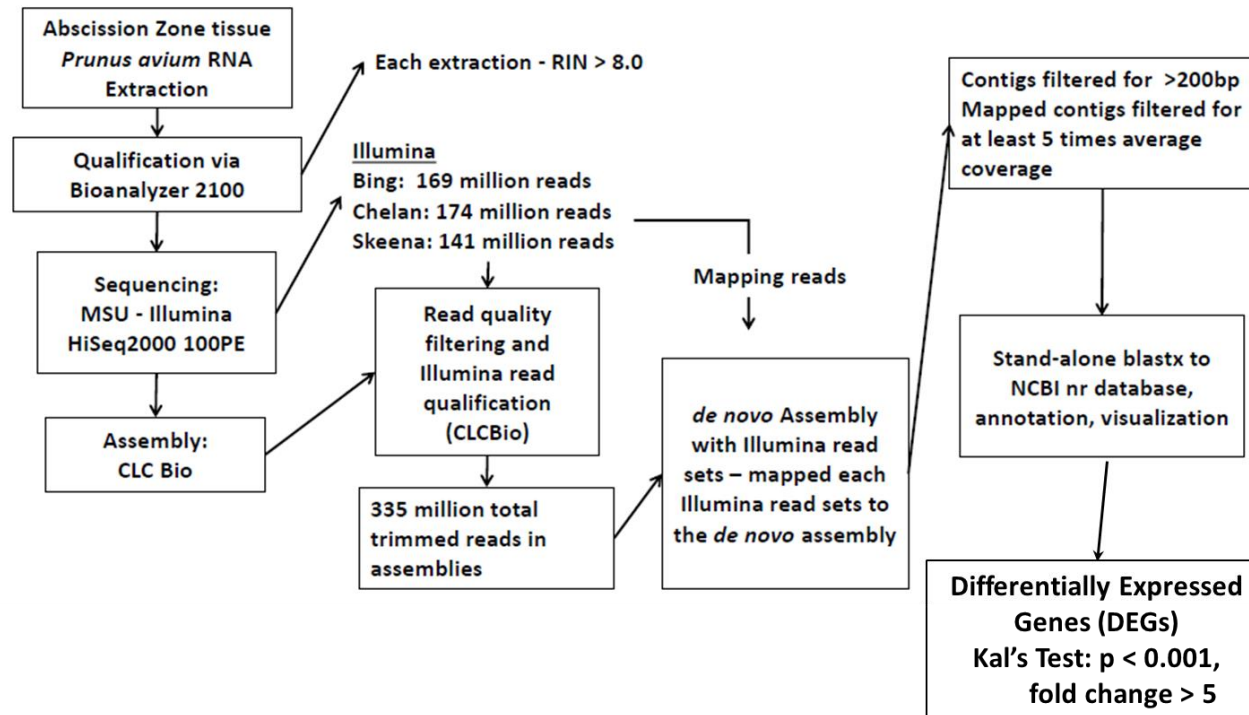 Abscission Zone tissue
Prunus avium RNA
Extraction
Each extraction - RIN > 8.0
Qualification via
Bioanalyzer 2100
Sequencing:
MSU - Illumina
HiSeq2000 100PE
Assembly:
CLC Bio
Illumina
Bing:  169 million reads
Chelan: 174 million reads
Skeena: 141 million reads
Read quality
filtering and
Illumina read
qualification
(CLCBio)
335 million total
trimmed reads in
assemblies
Mapping reads
de novo Assembly
with Illumina read
sets – mapped each
Illumina read sets to
the de novo assembly
Contigs filtered for  >200bp
Mapped contigs filtered for
at least 5 times average
coverage
Stand-alone blastx to
NCBI nr database,
annotation, visualization
Differentially Expressed
Genes (DEGs)
Kal’s Test: p < 0.001,
fold change > 5